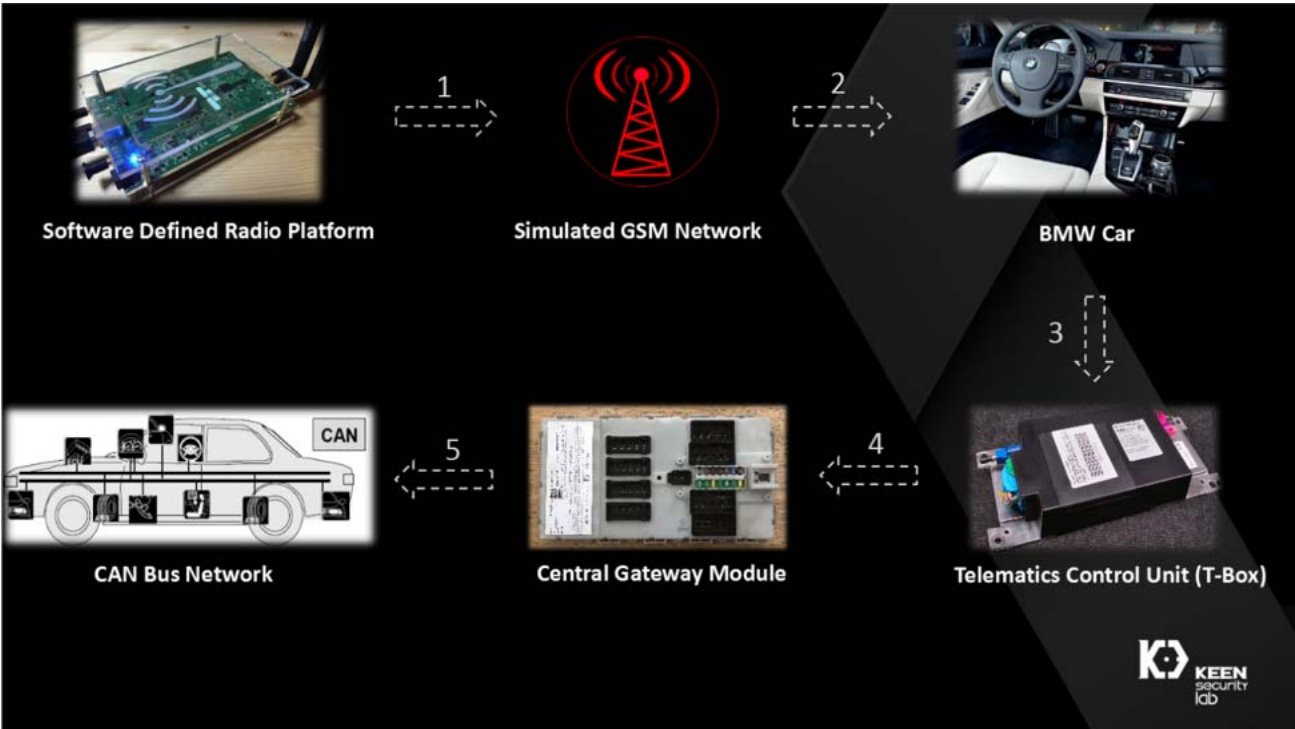 1
2
Software Defined Radio Platform
Simulated GSM Network
BMW Car
3
CAN
5
4
CAN Bus Network
Central Gateway Module
Telematics Control Unit (T-Box)
KEEN
security
lab